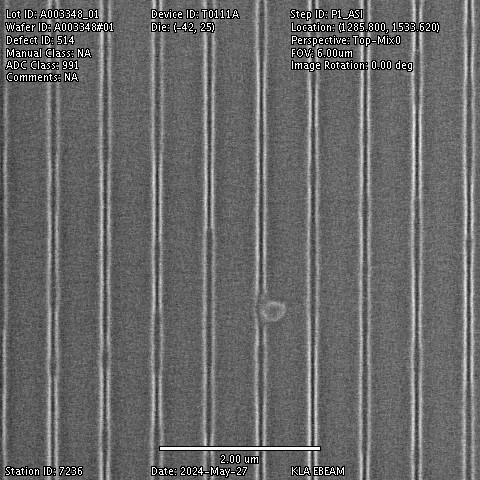 Lot ID: A003348_01 Device ID: T0111A Step ID: P1_ASI
Wafer ID: A003348#01 Die: (-42, 25) Location: (1285.800, 1533.620)
Defect ID: 514 Perspective: Top-Mix0
Manual Class: NA FOV: 6.00um
ADC Class: 991 Image Rotation: 0.00 deg
Comments: NA
2.00 um
Station ID: 7236 Date: 2024-May-27 KLA EBEAM